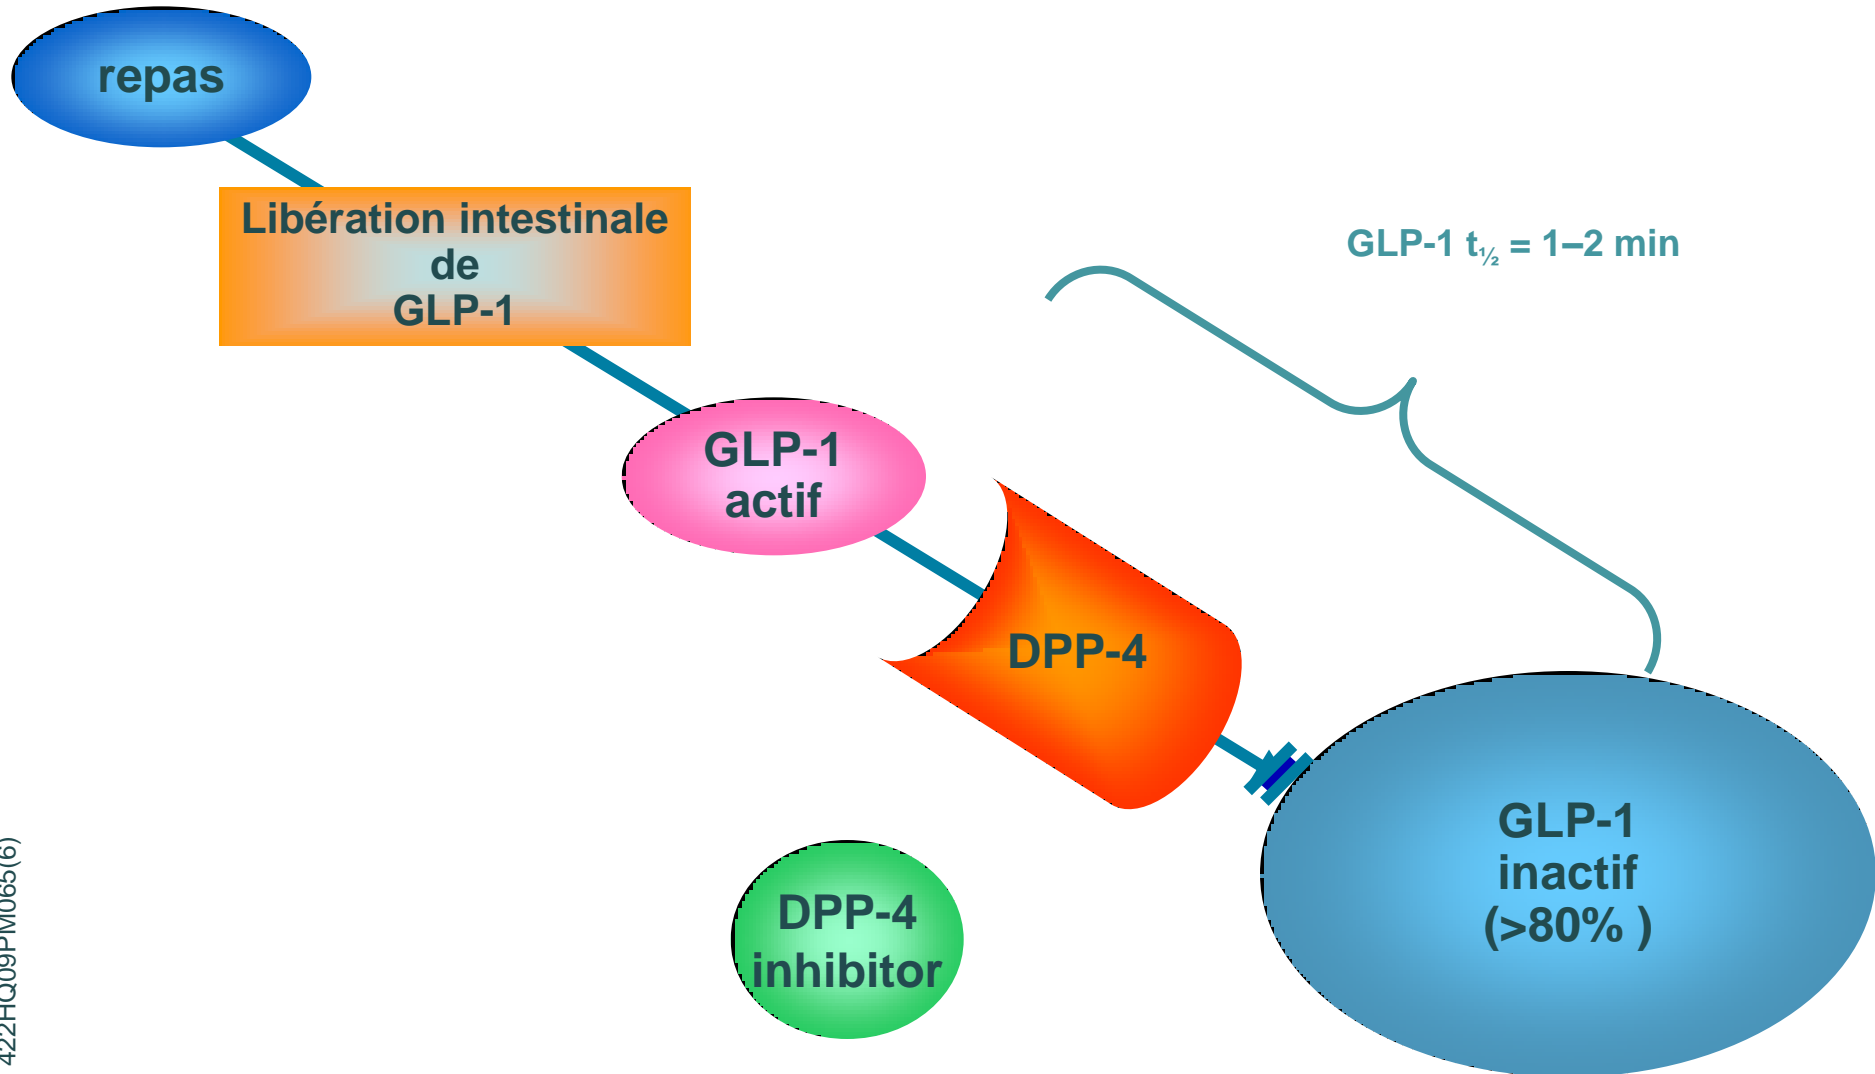 repas
Libération intestinale
de
GLP-1
GLP-1 t½ = 1–2 min
GLP-1
actif
DPP-4
GLP-1
inactif
(>80% )
DPP-4
inhibitor
422HQ09PM065(6)